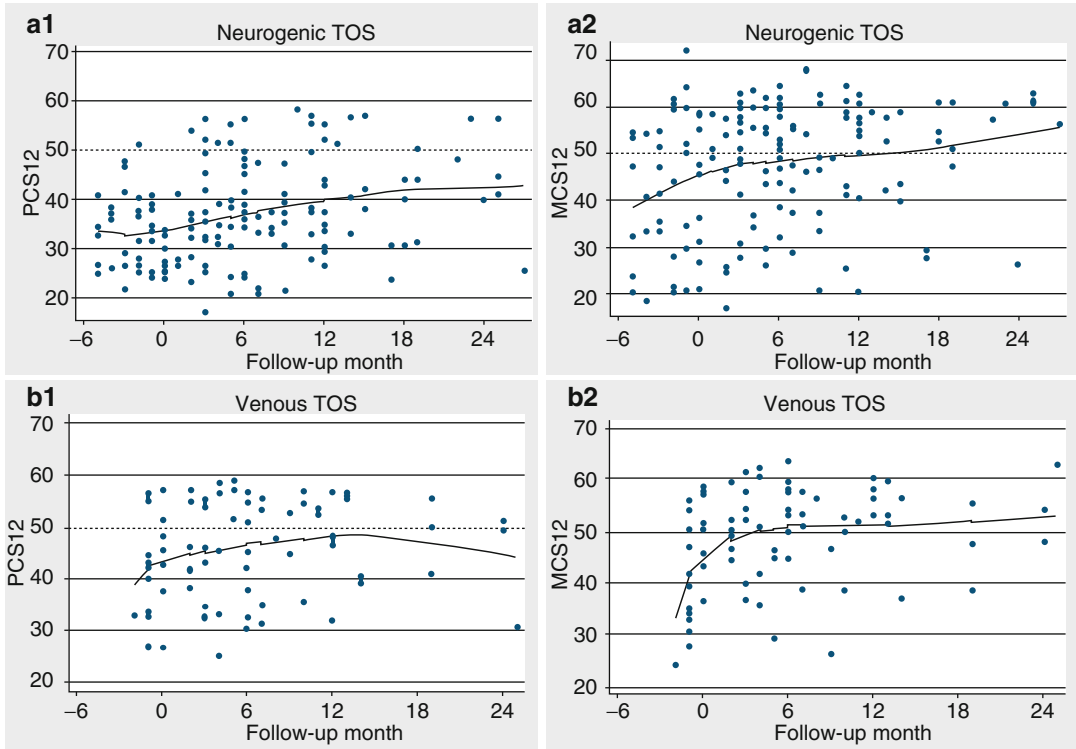 a1
Neurogenic TOS
PCS12
70
60
50
40
30
20
–6 0 6 12 18 24
Follow-up month
a2
Neurogenic TOS
MCS12
70
60
50
40
30
20
–6 0 6 12 18 24
Follow-up month
b1
Venous TOS
PCS12
70
60
50
40
30
20
–6 0 6 12 18 24
Follow-up month
b2
Venous TOS
MCS12
70
60
50
40
30
20
–6 0 6 12 18 24
Follow-up month